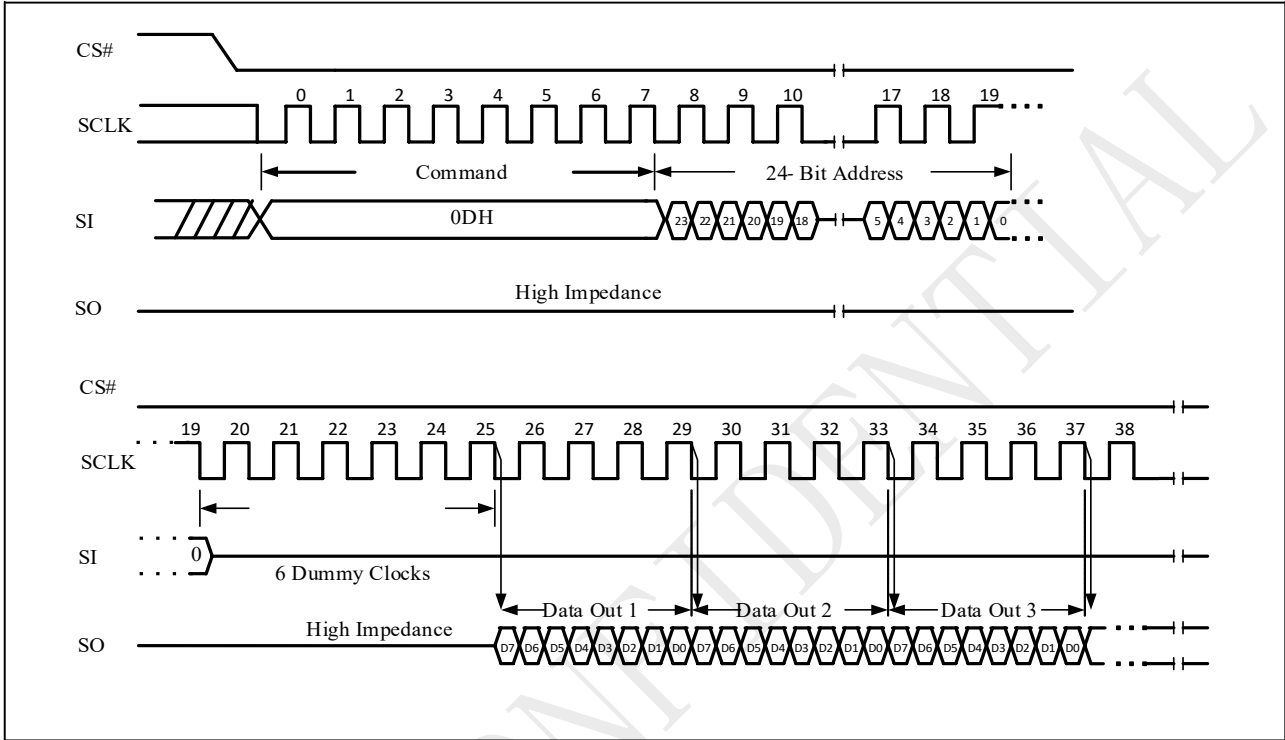 CS#
0 1 2 3 4 5 6 7 8 9 10 17 18 19
SCLK
Command 24- Bit Address
SI 0DH 23 22 21 20 19 18 5 4 3 2 1 0
High Impedance
SO
CS#
19 20 21 22 23 24 25 26 27 28 29 30 31 32 33 34 35 36 37 38
SCLK
SI 0
6 Dummy Clocks
Data Out 1 Data Out 2 Data Out 3
High Impedance
SO D7 D6 D5 D4 D3 D2 D1 D0 D7 D6 D5 D4 D3 D2 D1 D0 D7 D6 D5 D4 D3 D2 D1 D0